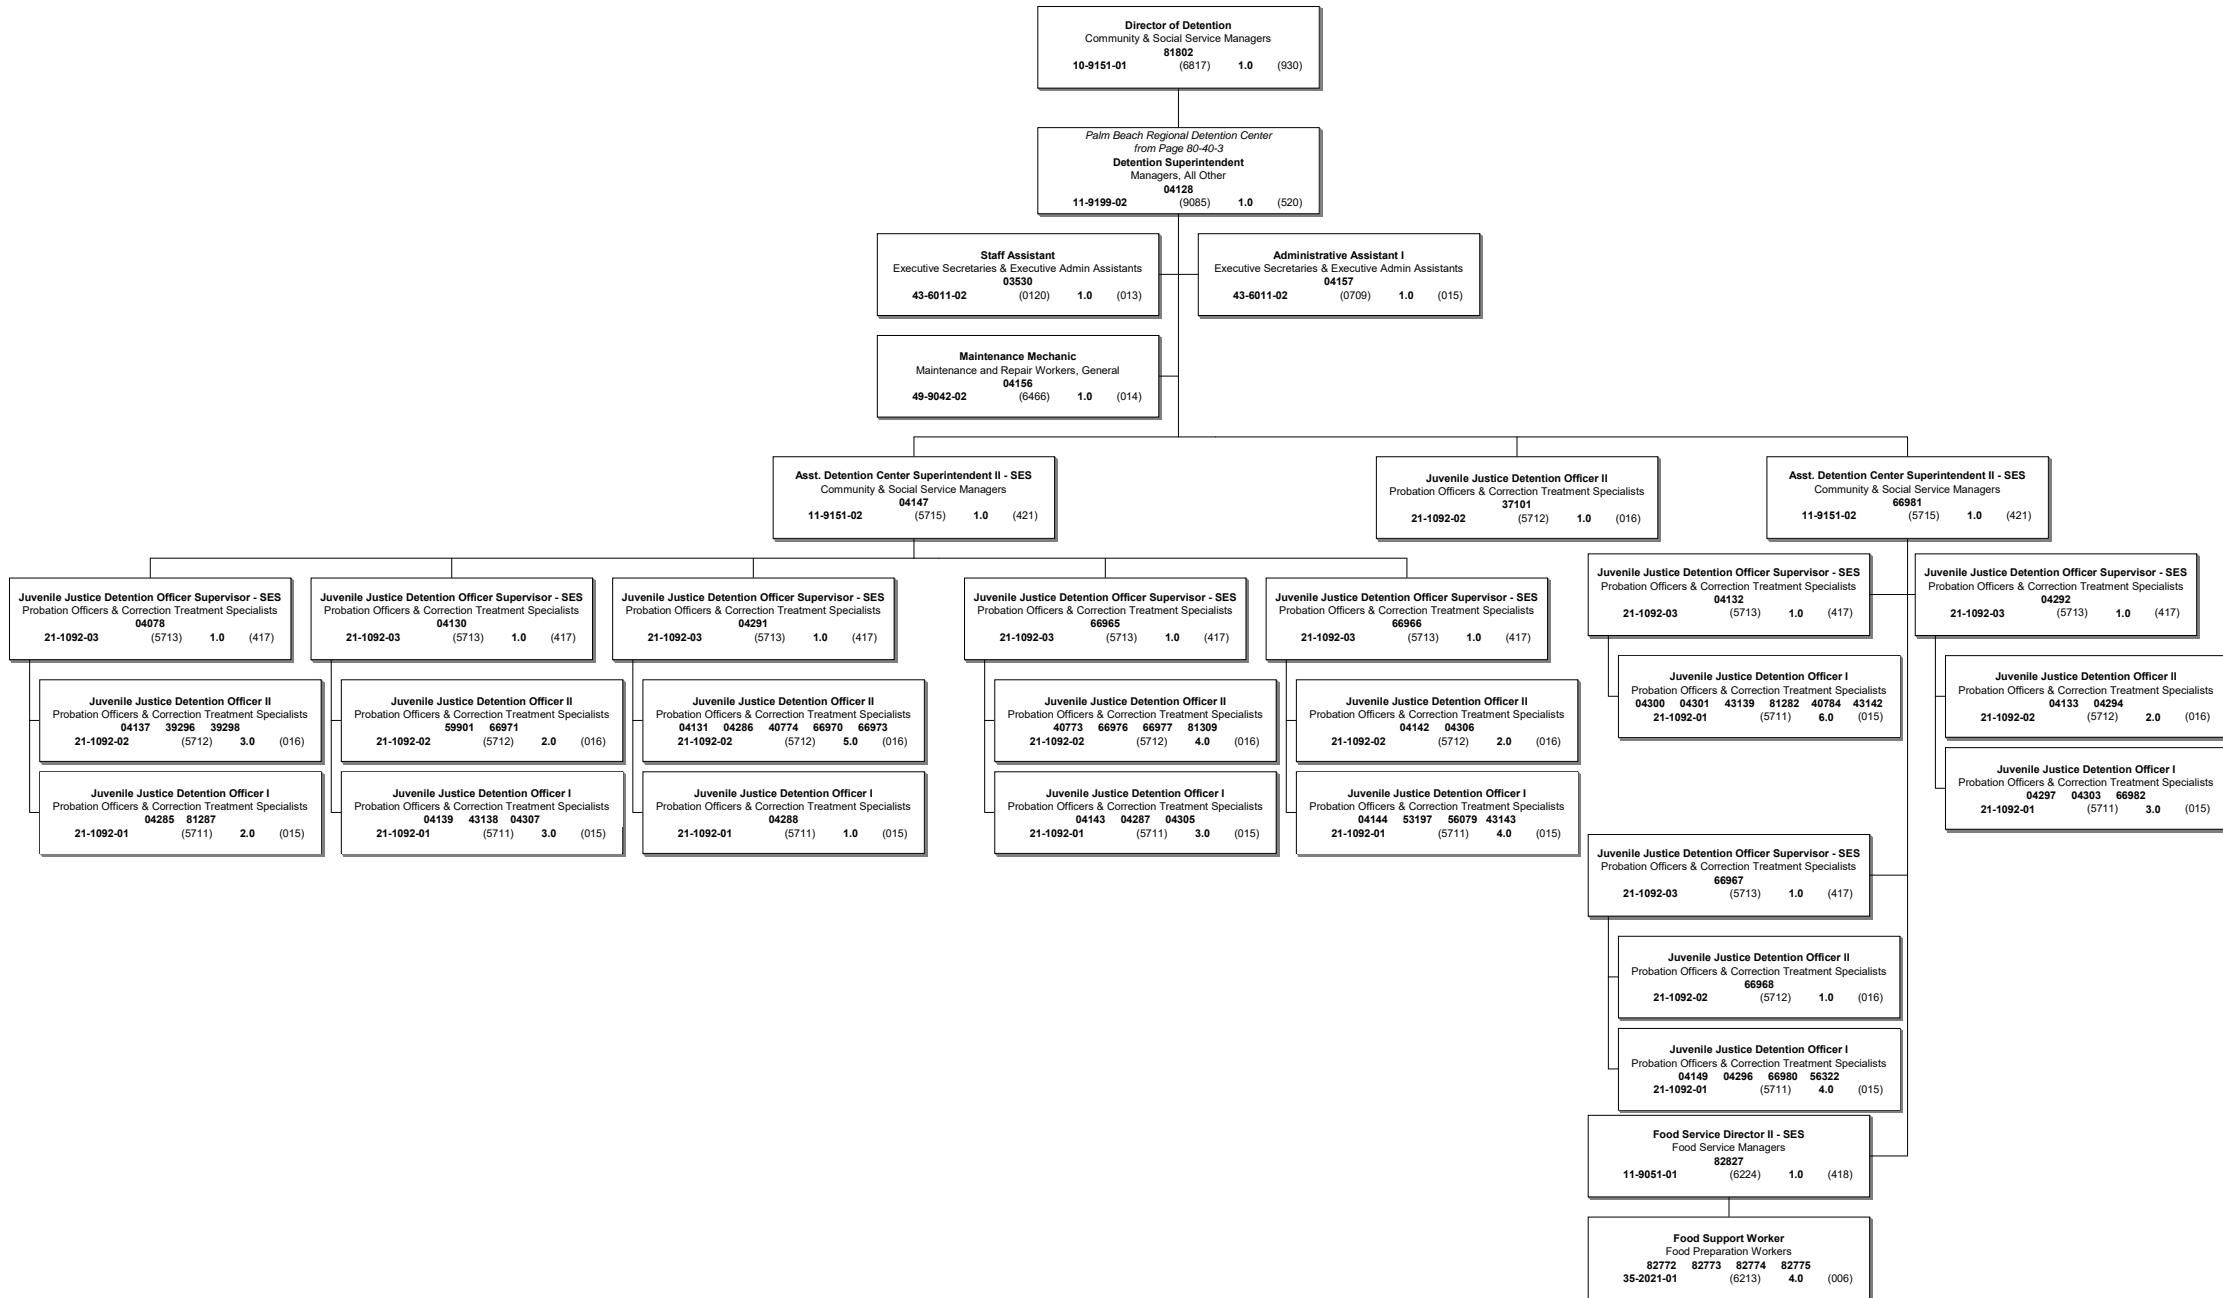 Director of Detention
Community & Social Service Managers
81802
10-9151-01 (6817) 1.0 (930)
Palm Beach Regional Detention Center
from Page 80-40-3
Detention Superintendent
Managers, All Other
04128
11-9199-02 (9085) 1.0 (520)
Staff Assistant
Executive Secretaries & Executive Admin Assistants
03530
43-6011-02 (0120) 1.0 (013)
Administrative Assistant I
Executive Secretaries & Executive Admin Assistants
04157
43-6011-02 (0709) 1.0 (015)
Maintenance Mechanic
Maintenance and Repair Workers, General
04156
49-9042-02 (6466) 1.0 (014)
Asst. Detention Center Superintendent II - SES
Community & Social Service Managers
04147
11-9151-02 (5715) 1.0 (421)
Juvenile Justice Detention Officer II
Probation Officers & Correction Treatment Specialists
37101
21-1092-02 (5712) 1.0 (016)
Asst. Detention Center Superintendent II - SES
Community & Social Service Managers
66981
11-9151-02 (5715) 1.0 (421)
Juvenile Justice Detention Officer Supervisor - SES
Probation Officers & Correction Treatment Specialists
04078
21-1092-03 (5713) 1.0 (417)
Juvenile Justice Detention Officer II
Probation Officers & Correction Treatment Specialists
04137 39296 39298
21-1092-02 (5712) 3.0 (016)
Juvenile Justice Detention Officer I
Probation Officers & Correction Treatment Specialists
04285 81287
21-1092-01 (5711) 2.0 (015)
Juvenile Justice Detention Officer Supervisor - SES
Probation Officers & Correction Treatment Specialists
04130
21-1092-03 (5713) 1.0 (417)
Juvenile Justice Detention Officer II
Probation Officers & Correction Treatment Specialists
59901 66971
21-1092-02 (5712) 2.0 (016)
Juvenile Justice Detention Officer I
Probation Officers & Correction Treatment Specialists
04139 43138 04307
21-1092-01 (5711) 3.0 (015)
Juvenile Justice Detention Officer Supervisor - SES
Probation Officers & Correction Treatment Specialists
04291
21-1092-03 (5713) 1.0 (417)
Juvenile Justice Detention Officer II
Probation Officers & Correction Treatment Specialists
04131 04286 40774 66970 66973
21-1092-02 (5712) 5.0 (016)
Juvenile Justice Detention Officer I
Probation Officers & Correction Treatment Specialists
04288
21-1092-01 (5711) 1.0 (015)
Juvenile Justice Detention Officer Supervisor - SES
Probation Officers & Correction Treatment Specialists
66965
21-1092-03 (5713) 1.0 (417)
Juvenile Justice Detention Officer II
Probation Officers & Correction Treatment Specialists
40773 66976 66977 81309
21-1092-02 (5712) 4.0 (016)
Juvenile Justice Detention Officer I
Probation Officers & Correction Treatment Specialists
04143 04287 04305
21-1092-01 (5711) 3.0 (015)
Juvenile Justice Detention Officer Supervisor - SES
Probation Officers & Correction Treatment Specialists
66966
21-1092-03 (5713) 1.0 (417)
Juvenile Justice Detention Officer II
Probation Officers & Correction Treatment Specialists
04142 04306
21-1092-02 (5712) 2.0 (016)
Juvenile Justice Detention Officer I
Probation Officers & Correction Treatment Specialists
04144 53197 56079 43143
21-1092-01 (5711) 4.0 (015)
Juvenile Justice Detention Officer Supervisor - SES
Probation Officers & Correction Treatment Specialists
04132
21-1092-03 (5713) 1.0 (417)
Juvenile Justice Detention Officer I
Probation Officers & Correction Treatment Specialists
04300 04301 43139 81282 40784 43142
21-1092-01 (5711) 6.0 (015)
Juvenile Justice Detention Officer Supervisor - SES
Probation Officers & Correction Treatment Specialists
04292
21-1092-03 (5713) 1.0 (417)
Juvenile Justice Detention Officer II
Probation Officers & Correction Treatment Specialists
04133 04294
21-1092-02 (5712) 2.0 (016)
Juvenile Justice Detention Officer I
Probation Officers & Correction Treatment Specialists
04297 04303 66982
21-1092-01 (5711) 3.0 (015)
Juvenile Justice Detention Officer Supervisor - SES
Probation Officers & Correction Treatment Specialists
66967
21-1092-03 (5713) 1.0 (417)
Juvenile Justice Detention Officer II
Probation Officers & Correction Treatment Specialists
66968
21-1092-02 (5712) 1.0 (016)
Juvenile Justice Detention Officer I
Probation Officers & Correction Treatment Specialists
04149 04296 66980 56322
21-1092-01 (5711) 4.0 (015)
Food Service Director II - SES
Food Service Managers
82827
11-9051-01 (6224) 1.0 (418)
Food Support Worker
Food Preparation Workers
82772 82773 82774 82775
35-2021-01 (6213) 4.0 (006)